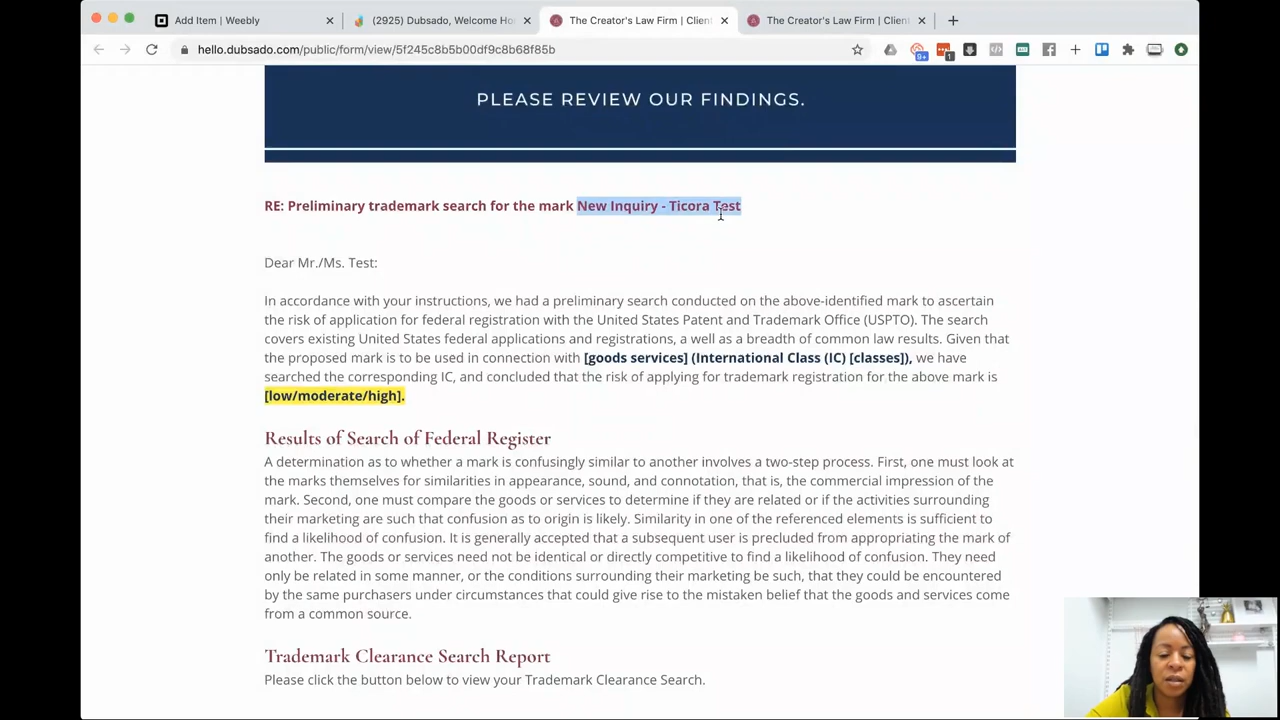 Add Item | Weebly
(2925) Dubsado, Welcome Ho
The Creator's Law Firm | Client
The Creator's Law Firm | Client
hello.dubsado.com/public/form/view/5f245c8b5b00df9c8b68f85b
9+
1
PLEASE REVIEW OUR FINDINGS.
RE: Preliminary trademark search for the mark New Inquiry - Ticora Test
Dear Mr./Ms. Test:
In accordance with your instructions, we had a preliminary search conducted on the above-identified mark to ascertain
the risk of application for federal registration with the United States Patent and Trademark Office (USPTO). The search
covers existing United States federal applications and registrations, a well as a breadth of common law results. Given that
the proposed mark is to be used in connection with [goods services] (International Class (IC) [classes]), we have
searched the corresponding IC, and concluded that the risk of applying for trademark registration for the above mark is
[low/moderate/high].
Results of Search of Federal Register
A determination as to whether a mark is confusingly similar to another involves a two-step process. First, one must look at
the marks themselves for similarities in appearance, sound, and connotation, that is, the commercial impression of the
mark. Second, one must compare the goods or services to determine if they are related or if the activities surrounding
their marketing are such that confusion as to origin is likely. Similarity in one of the referenced elements is sufficient to
find a likelihood of confusion. It is generally accepted that a subsequent user is precluded from appropriating the mark of
another. The goods or services need not be identical or directly competitive to find a likelihood of confusion. They need
only be related in some manner, or the conditions surrounding their marketing be such, that they could be encountered
by the same purchasers under circumstances that could give rise to the mistaken belief that the goods and services come
from a common source.
Trademark Clearance Search Report
Please click the button below to view your Trademark Clearance Search.